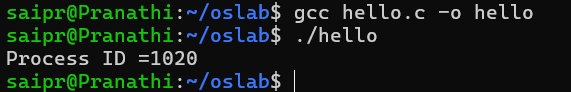 saipr@Pranathi:~/oslab$ gcc hello.c -o hello
saipr@Pranathi:~/oslab$ ./hello
Process ID =1020
saipr@Pranathi:~/oslab$